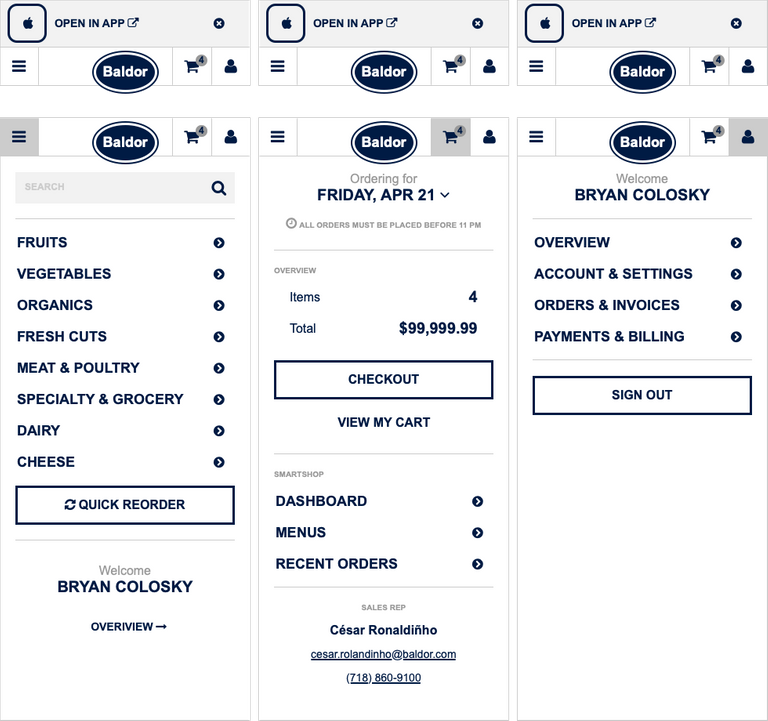 OPEN IN APP
Baldor
4
OPEN IN APP
Baldor
4
OPEN IN APP
Baldor
4
Baldor
4
SEARCH
FRUITS
VEGETABLES
ORGANICS
FRESH CUTS
MEAT & POULTRY
SPECIALTY & GROCERY
DAIRY
CHEESE
QUICK REORDER
Welcome
BRYAN COLOSKY
OVERIVIEW
Baldor
4
Ordering for
FRIDAY, APR 21
ALL ORDERS MUST BE PLACED BEFORE 11 PM
OVERVIEW
Items 4
Total $99,999.99
CHECKOUT
VIEW MY CART
SMARTSHOP
DASHBOARD
MENUS
RECENT ORDERS
SALES REP
César Ronaldiñho
cesar.rolandinho@baldor.com
(718) 860-9100
Baldor
4
Welcome
BRYAN COLOSKY
OVERVIEW
ACCOUNT & SETTINGS
ORDERS & INVOICES
PAYMENTS & BILLING
SIGN OUT